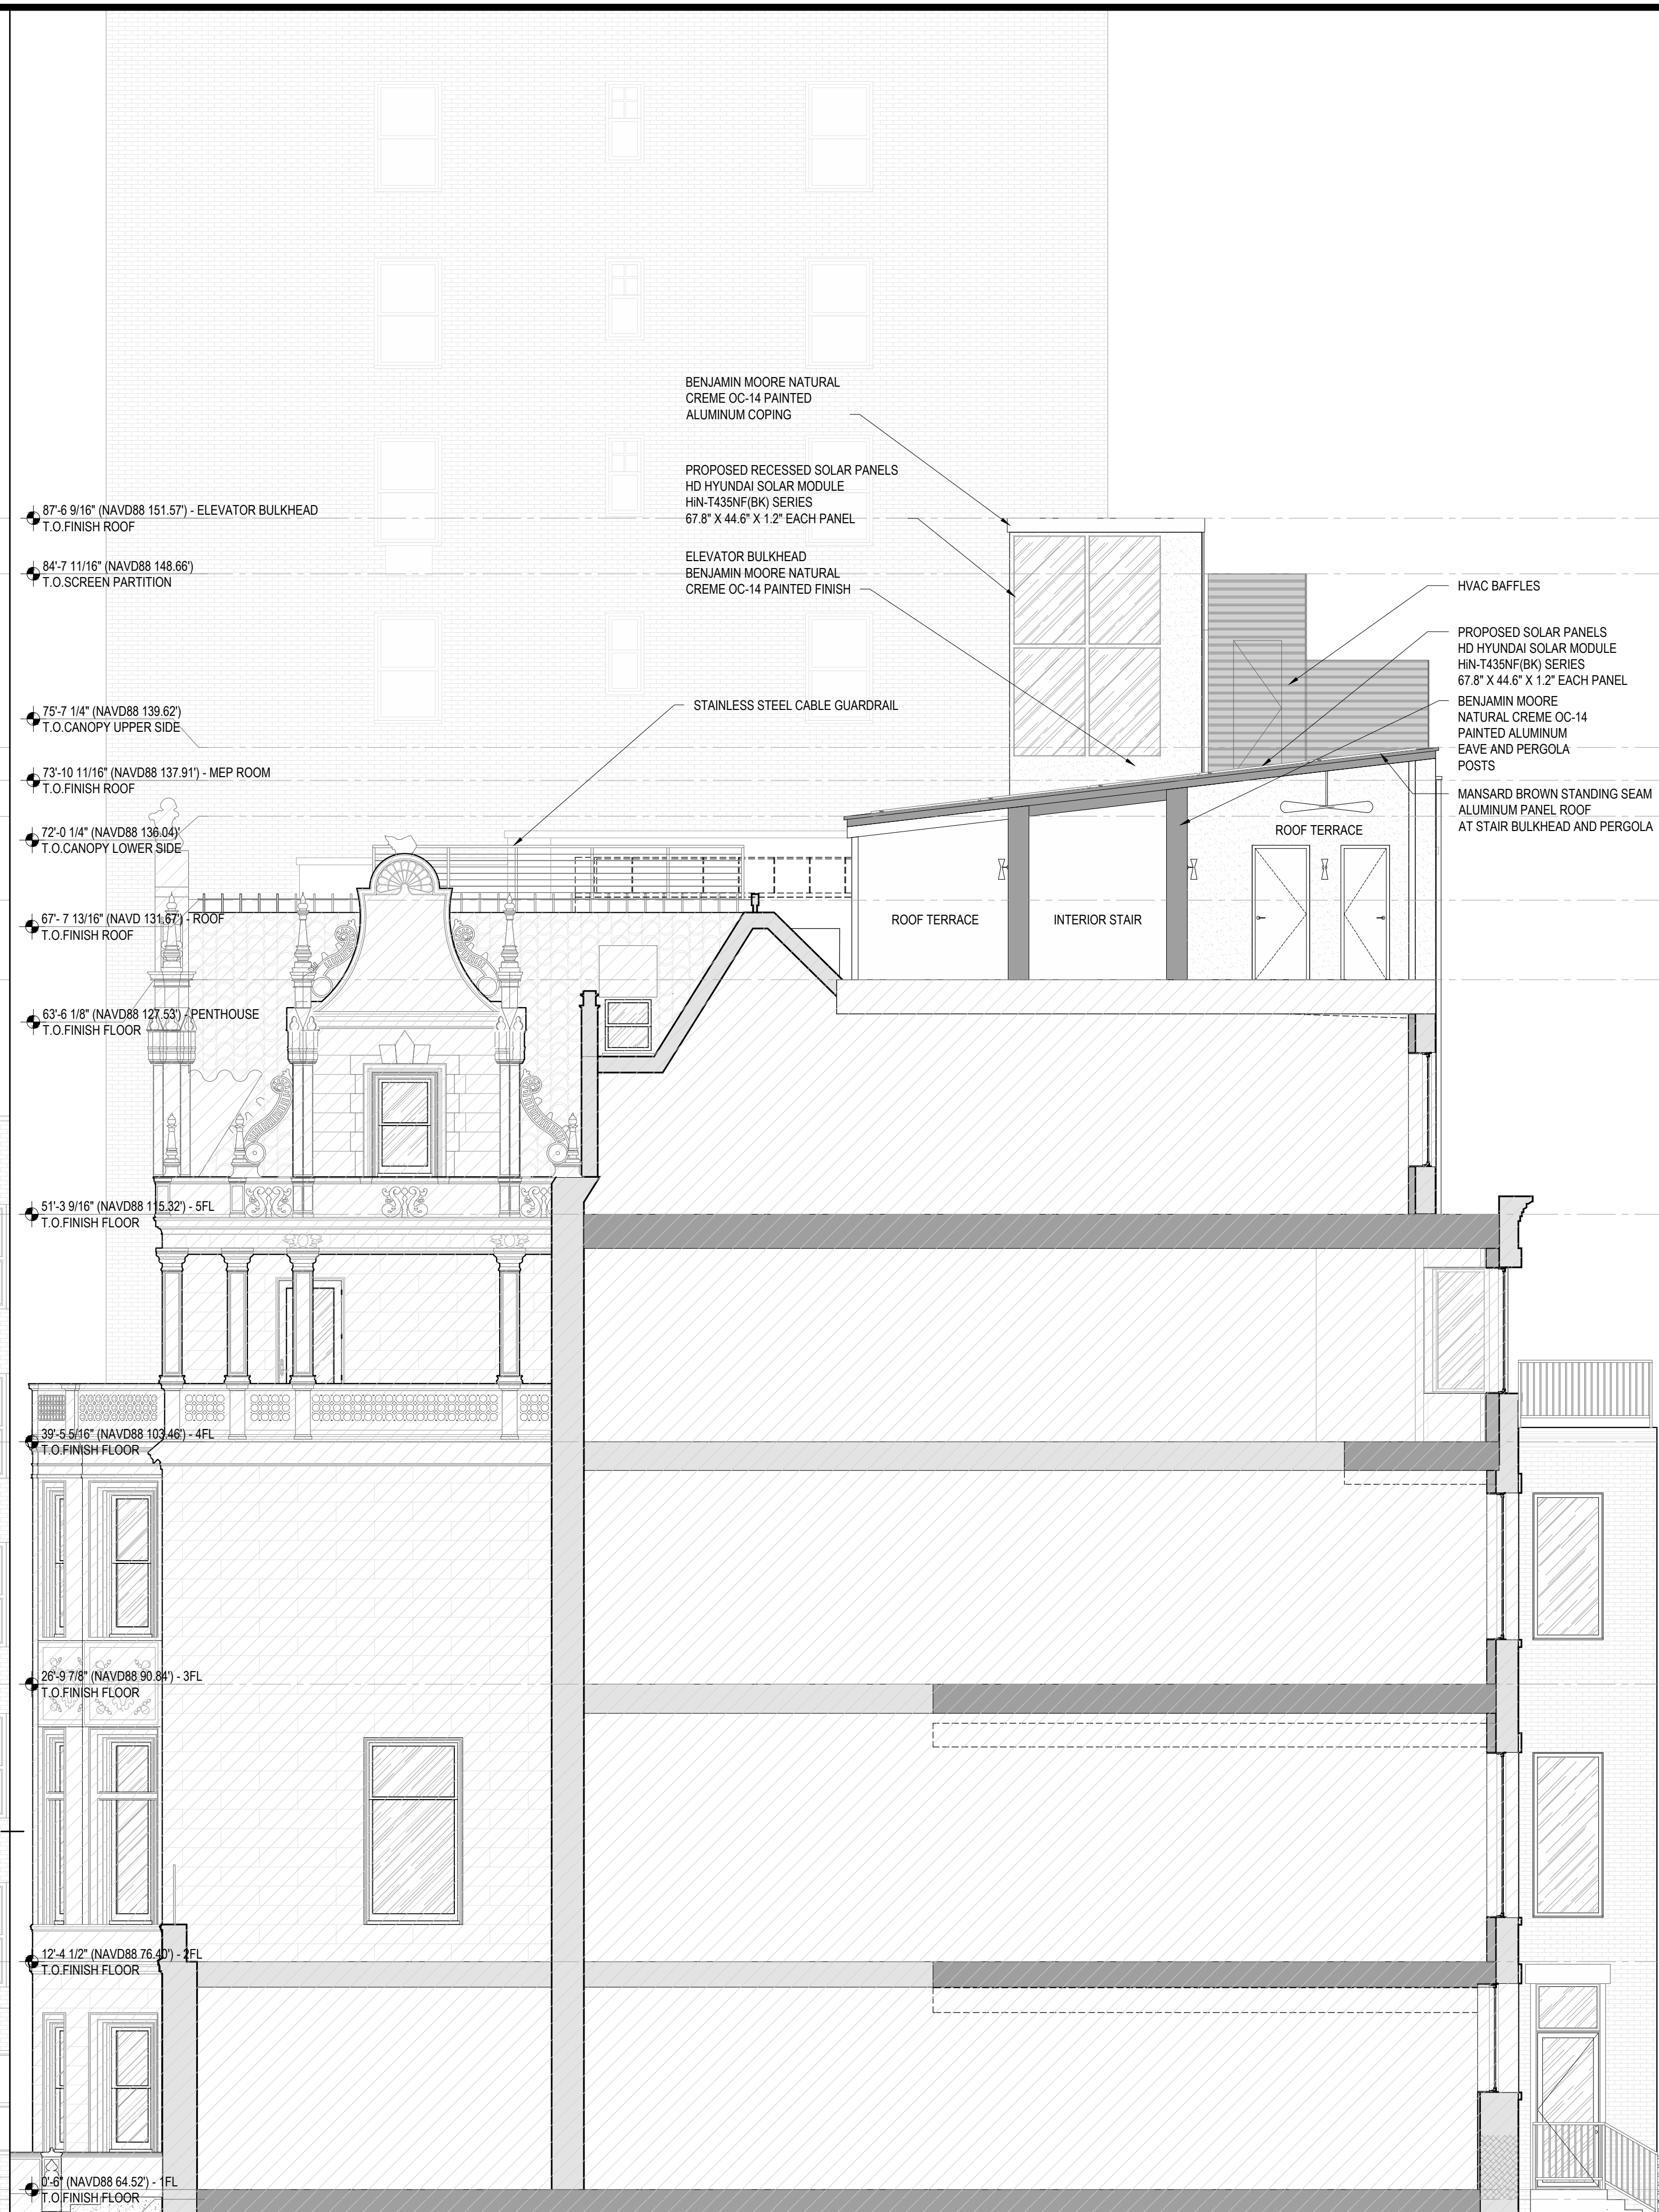 BENJAMIN MOORE NATURAL
CREME OC-14 PAINTED
ALUMINUM COPING
PROPOSED RECESSED SOLAR PANELS
HD HYUNDAI SOLAR MODULE
HiN-T435NF(BK) SERIES
67.8" X 44.6" X 1.2" EACH PANEL
87'-6 9/16" (NAVD88 151.57') - ELEVATOR BULKHEAD
T.O.FINISH ROOF
ELEVATOR BULKHEAD
BENJAMIN MOORE NATURAL
CREME OC-14 PAINTED FINISH
84'-7 11/16" (NAVD88 148.66')
T.O.SCREEN PARTITION
HVAC BAFFLES
PROPOSED SOLAR PANELS
HD HYUNDAI SOLAR MODULE
HiN-T435NF(BK) SERIES
67.8" X 44.6" X 1.2" EACH PANEL
BENJAMIN MOORE
NATURAL CREME OC-14
PAINTED ALUMINUM
EAVE AND PERGOLA
POSTS
STAINLESS STEEL CABLE GUARDRAIL
75'-7 1/4" (NAVD88 139.62')
T.O.CANOPY UPPER SIDE
73'-10 11/16" (NAVD88 137.91') - MEP ROOM
T.O.FINISH ROOF
MANSARD BROWN STANDING SEAM
ALUMINUM PANEL ROOF
AT STAIR BULKHEAD AND PERGOLA
72'-0 1/4" (NAVD88 136.04')
T.O.CANOPY LOWER SIDE
ROOF TERRACE
67'- 7 13/16" (NAVD 131.67') - ROOF
T.O.FINISH ROOF
ROOF TERRACE
INTERIOR STAIR
63'-6 1/8" (NAVD88 127.53') - PENTHOUSE
T.O.FINISH FLOOR
51'-3 9/16" (NAVD88 115.32') - 5FL
T.O.FINISH FLOOR
39'-5 5/16" (NAVD88 103.46') - 4FL
T.O.FINISH FLOOR
26'-9 7/8" (NAVD88 90.84') - 3FL
T.O.FINISH FLOOR
12'-4 1/2" (NAVD88 76.40') - 2FL
T.O.FINISH FLOOR
0'-6" (NAVD88 64.52') - 1FL
T.O.FINISH FLOOR